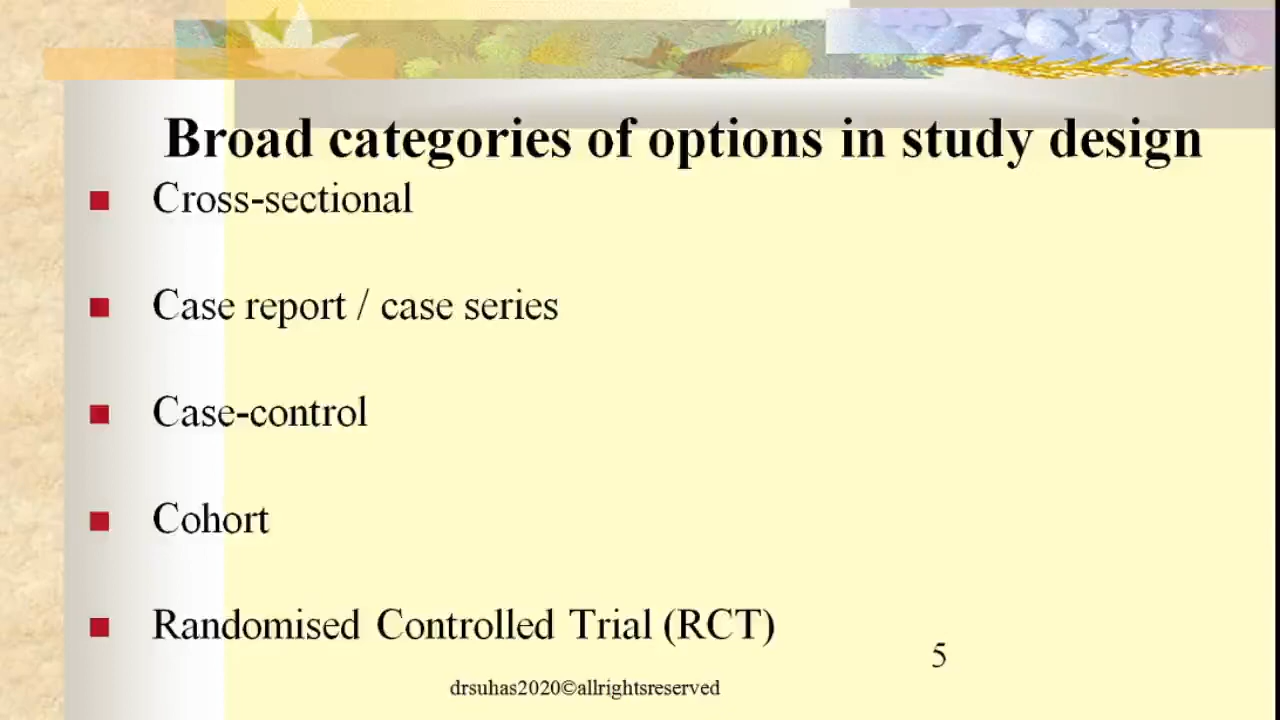 Broad categories of options in study design
Cross-sectional
Case report / case series
Case-control
Cohort
Randomised Controlled Trial (RCT)
5
drsuhas2020©allrightsreserved